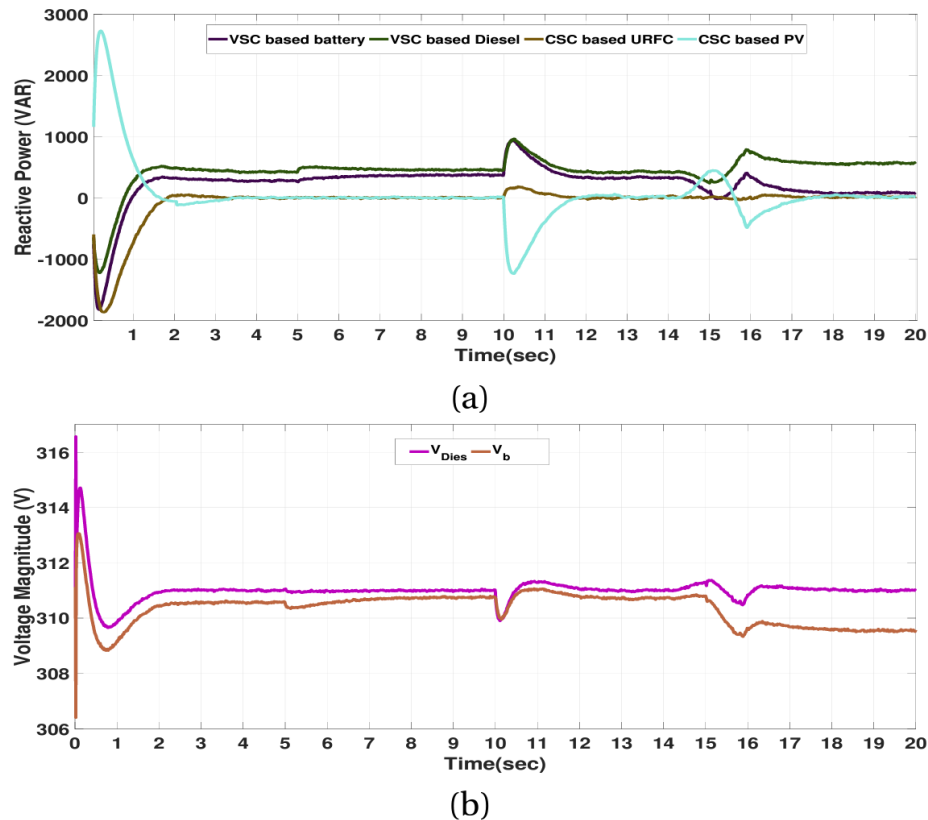 VSC based battery VSC based Diesel CSC based URFC CSC based PV
3000
2000
1000
0
-1000
-2000
Reactive Power (VAR)
1 2 3 4 5 6 7 8 9 10 11 12 13 14 15 16 17 18 19 20
Time(sec)
(a)
V_Dies V_b
316
314
312
310
308
306
Voltage Magnitude (V)
0 1 2 3 4 5 6 7 8 9 10 11 12 13 14 15 16 17 18 19 20
Time(sec)
(b)